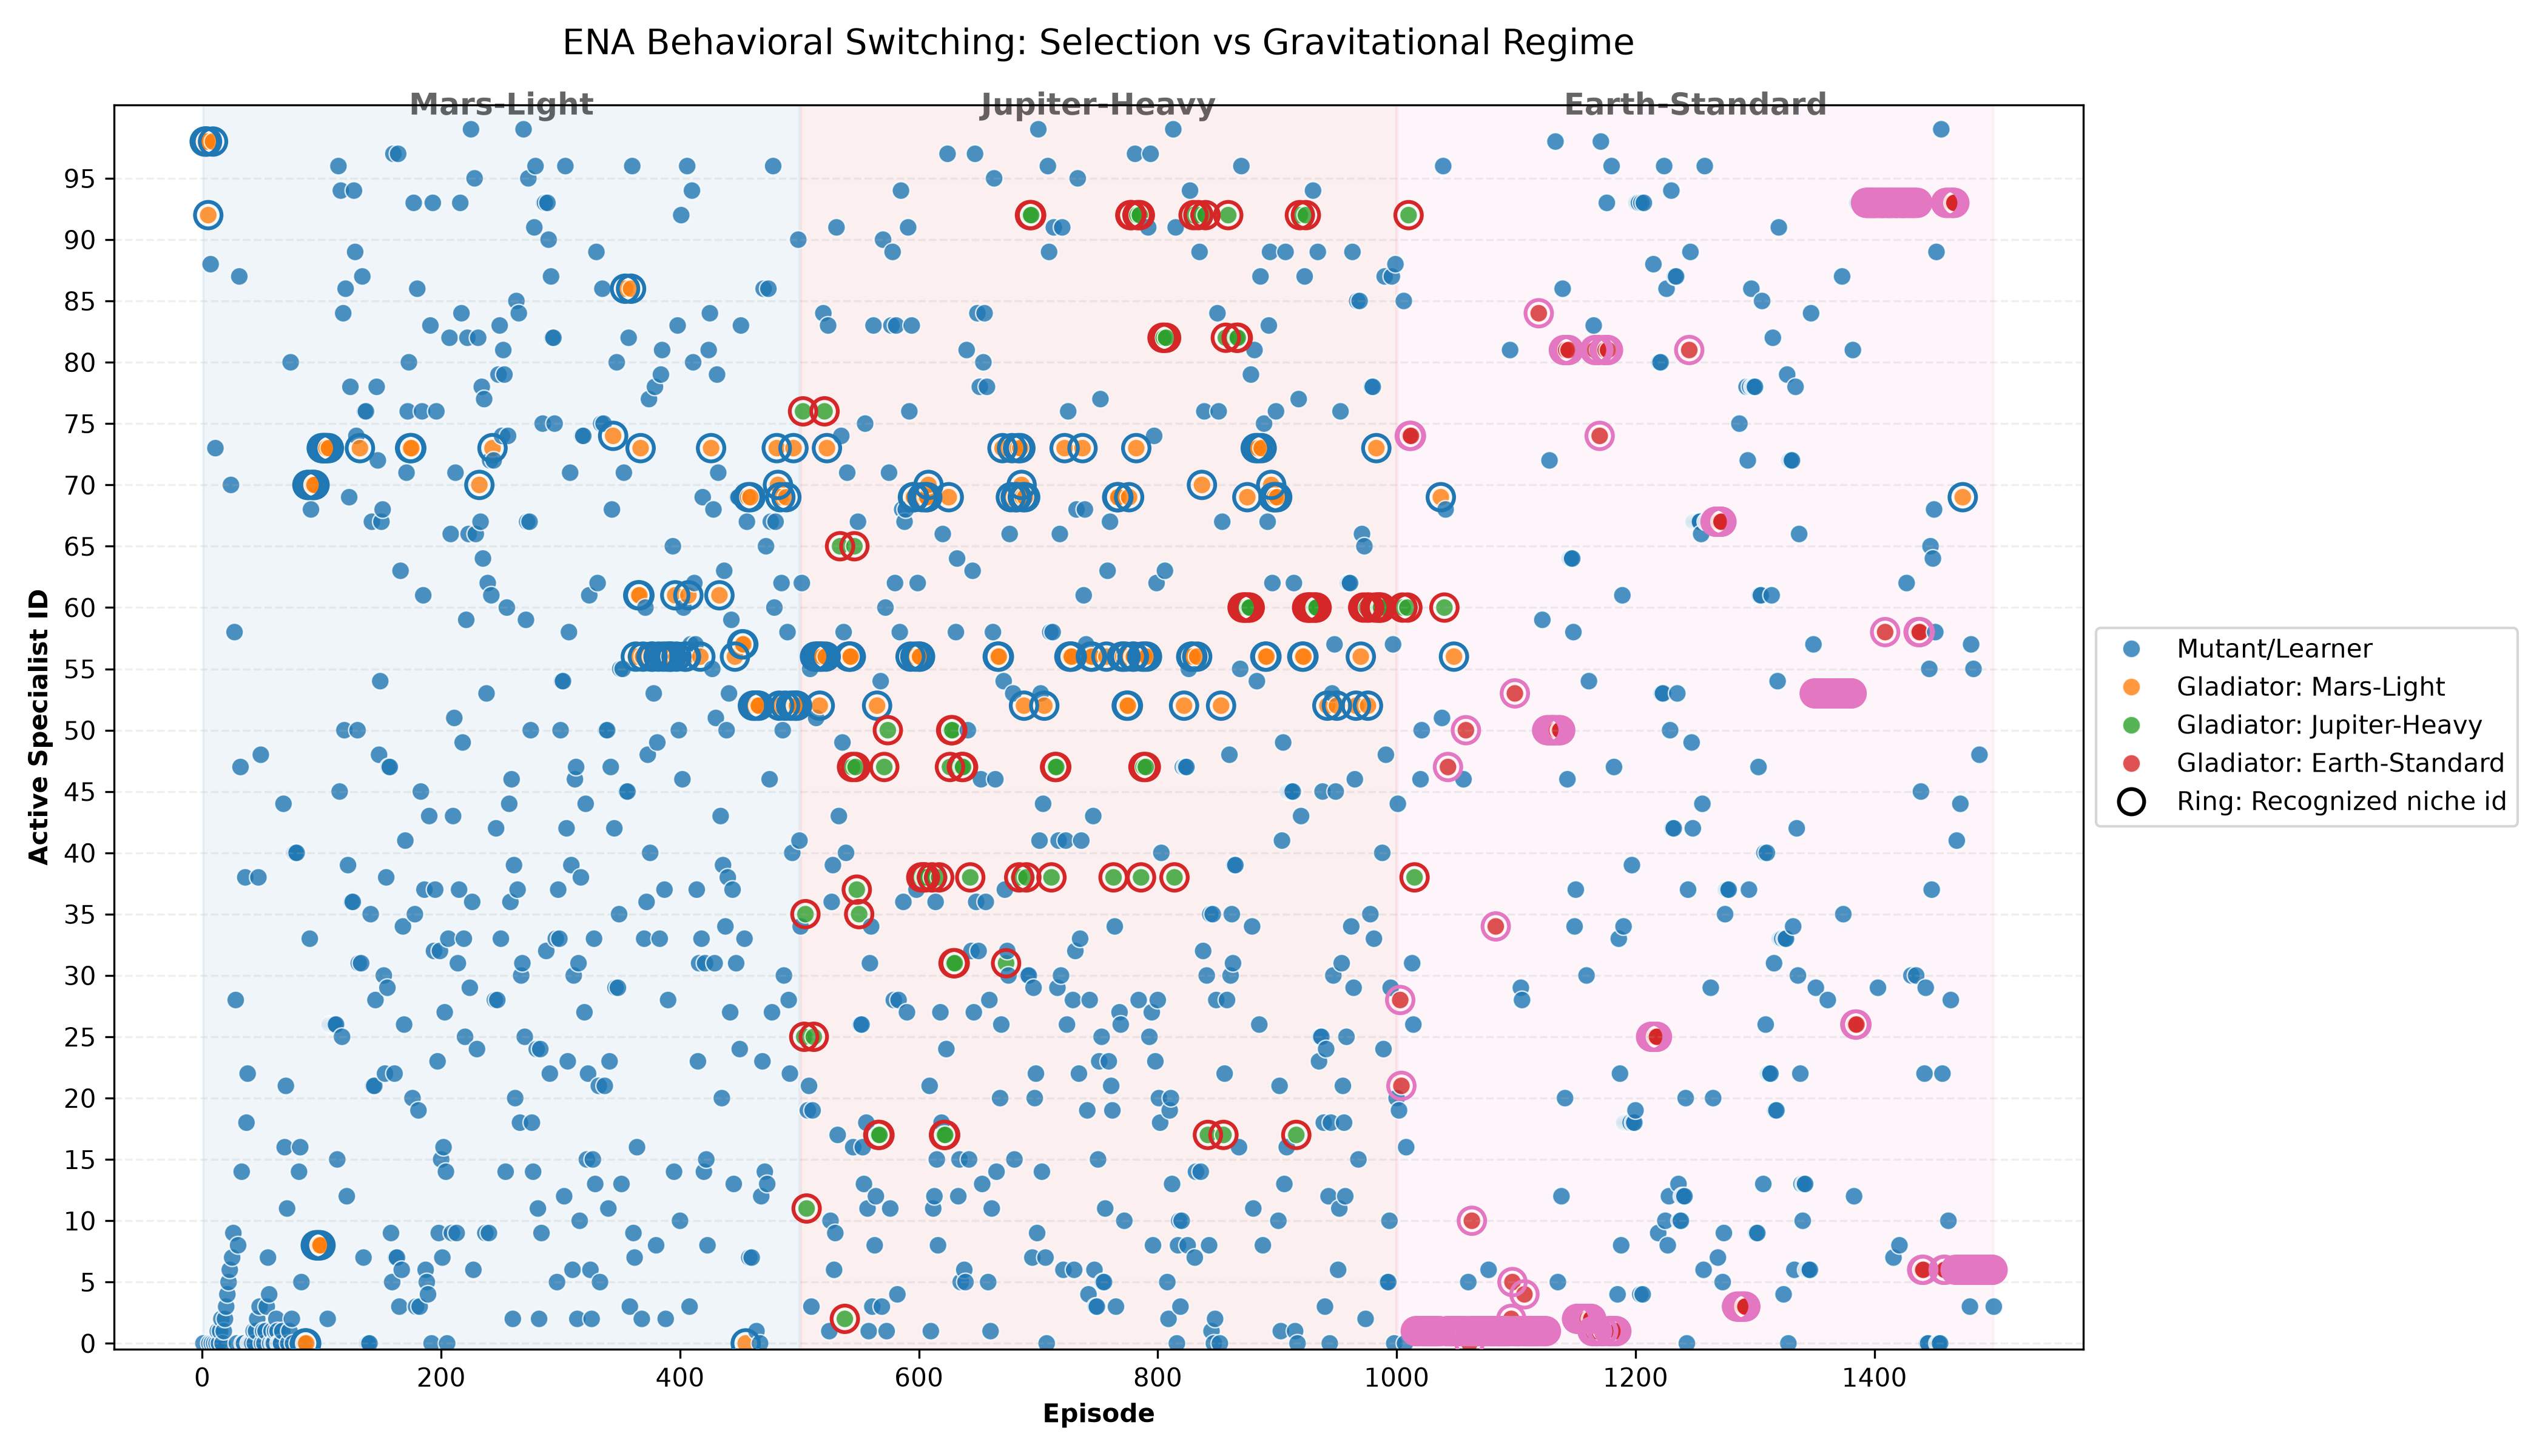 ENA Behavioral Switching: Selection vs Gravitational Regime
Mars-Light
Jupiter-Heavy
Earth-Standard
95
90
85
80
75
70
65
60
55
50
45
40
35
30
25
20
15
10
5
0
Active Specialist ID
0
200
400
600
800
1000
1200
1400
Episode
Mutant/Learner
Gladiator: Mars-Light
Gladiator: Jupiter-Heavy
Gladiator: Earth-Standard
Ring: Recognized niche id